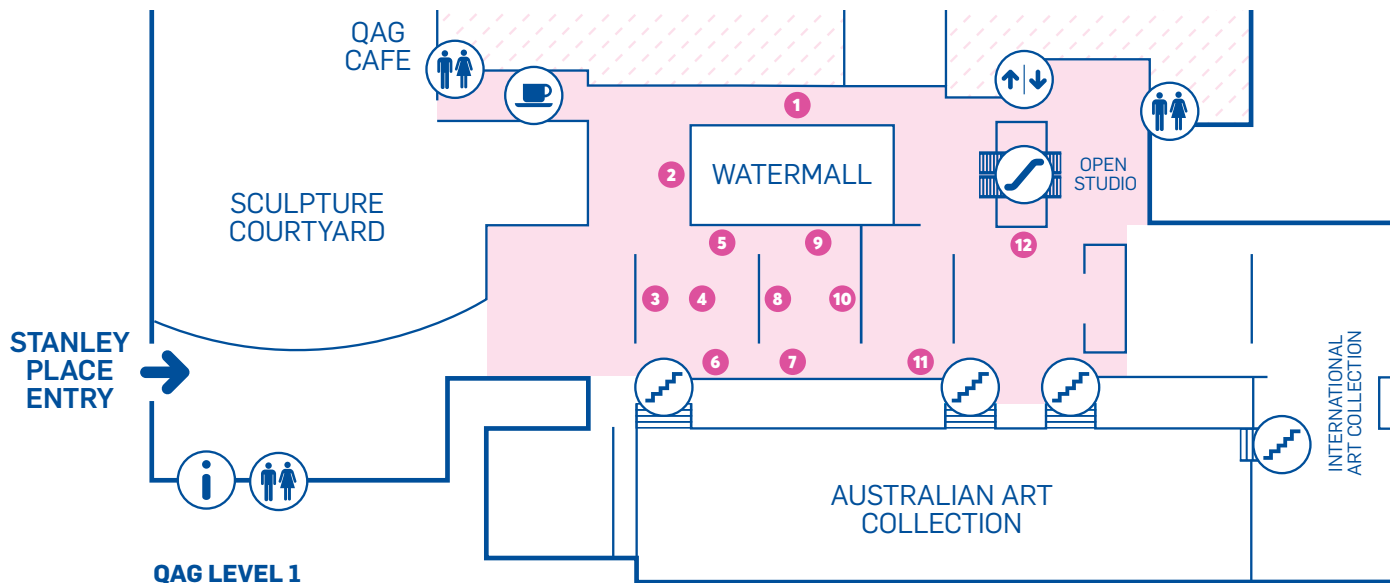 QAG
CAFE
1
2
WATERMALL
OPEN
STUDIO
SCULPTURE
COURTYARD
5
9
12
3
4
8
10
STANLEY
PLACE
ENTRY
6
7
11
INTERNATIONAL
ART COLLECTION
i
AUSTRALIAN ART
COLLECTION
QAG LEVEL 1